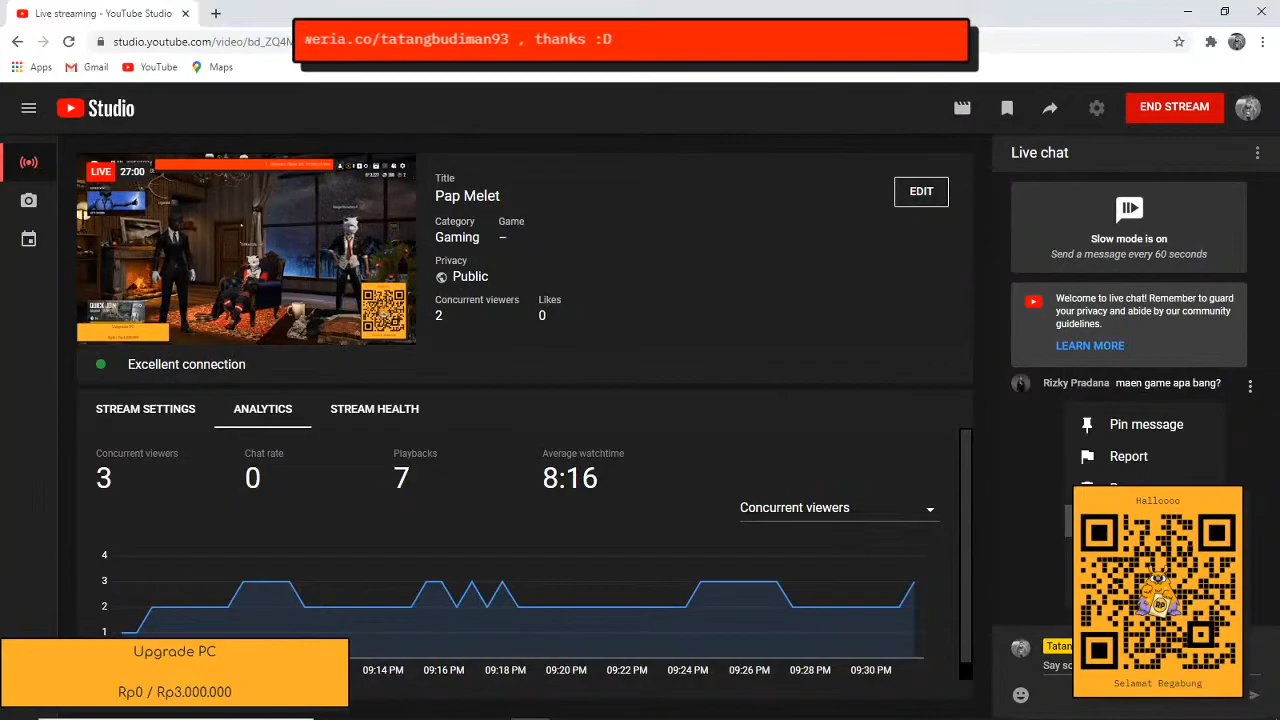 Live streaming - YouTube Studio
weria.co/tatangbudiman93 , thanks :D
studio.youtube.com/video/bd_ZQ4M
Apps
Gmail
YouTube
Maps
Studio
END STREAM
LIVE 27:00
Upgrade PC
Title
Pap Melet
EDIT
Category
Game
Gaming
–
Privacy
Public
Concurrent viewers
Likes
2
0
Excellent connection
STREAM SETTINGS
ANALYTICS
STREAM HEALTH
Concurrent viewers
Chat rate
Playbacks
Average watchtime
3
0
7
8:16
Concurrent viewers
4
3
2
1
09:14 PM
09:16 PM
09:18 PM
09:20 PM
09:22 PM
09:24 PM
09:26 PM
09:28 PM
09:30 PM
Upgrade PC
Rp0 / Rp3.000.000
Live chat
Slow mode is on
Send a message every 60 seconds
Welcome to live chat! Remember to guard
your privacy and abide by our community
guidelines.
LEARN MORE
Rizky Pradana maen game apa bang?
Pin message
Report
Halloooo
RP
Selamat Begabung
Tatan
Say so